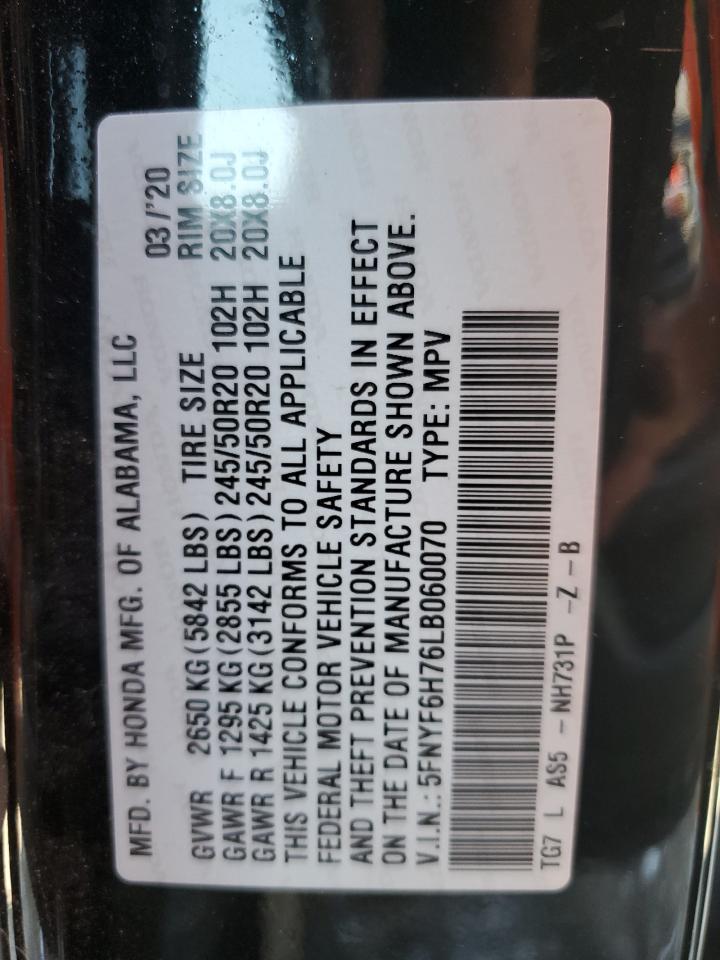 MFD. BY HONDA MFG. OF ALABAMA, LLC 03/'20
GVWR 2650 KG(5842 LBS) TIRE SIZE RIM SIZE
GAWR F 1295 KG(2855 LBS) 245/50R20 102H 20X8.0J
GAWR R 1425 KG(3142 LBS) 245/50R20 102H 20X8.0J
THIS VEHICLE CONFORMS TO ALL APPLICABLE
FEDERAL MOTOR VEHICLE SAFETY
AND THEFT PREVENTION STANDARDS IN EFFECT
ON THE DATE OF MANUFACTURE SHOWN ABOVE.
V.I.N.: 5FNYF6H76LB060070 TYPE: MPV
TG7 L AS5 - NH731P -Z-B